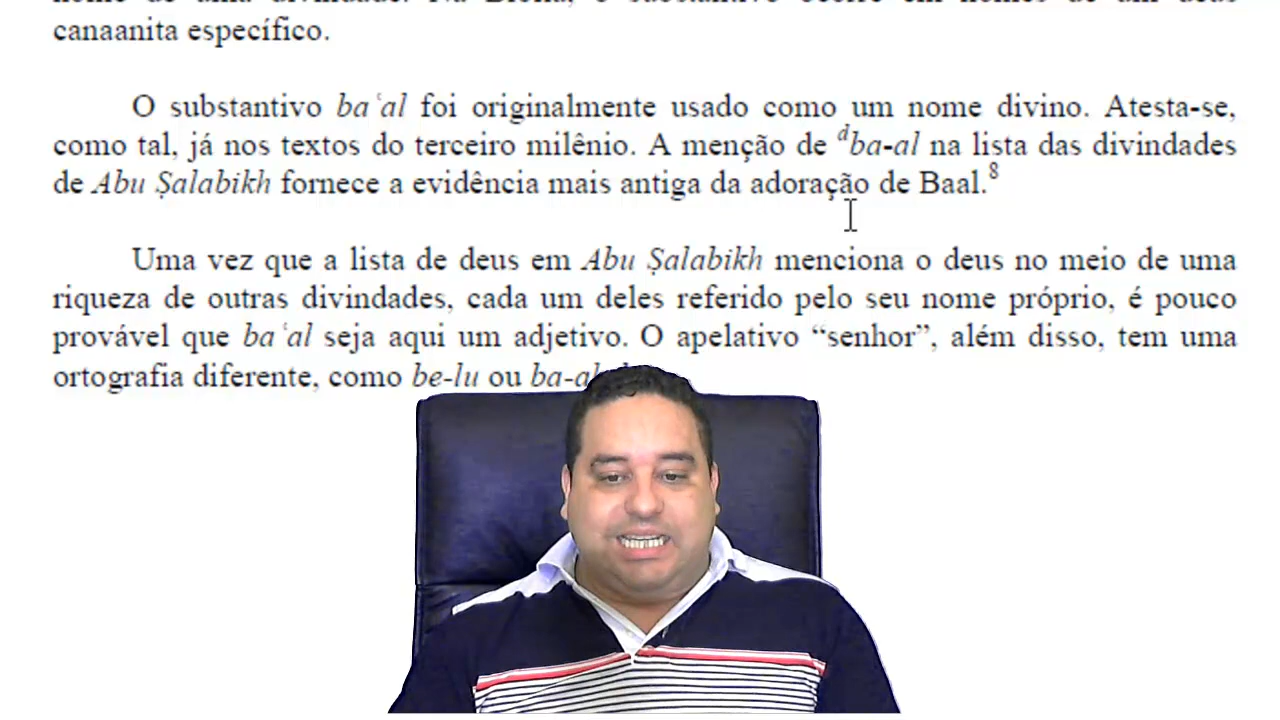 canaanita específico.
O substantivo baʿal foi originalmente usado como um nome divino. Atesta-se,
como tal, já nos textos do terceiro milênio. A menção de ᵈba-al na lista das divindades
de Abu Ṣalabikh fornece a evidência mais antiga da adoração de Baal.⁸
Uma vez que a lista de deus em Abu Ṣalabikh menciona o deus no meio de uma
riqueza de outras divindades, cada um deles referido pelo seu nome próprio, é pouco
provável que baʿal seja aqui um adjetivo. O apelativo “senhor”, além disso, tem uma
ortografia diferente, como be-lu ou